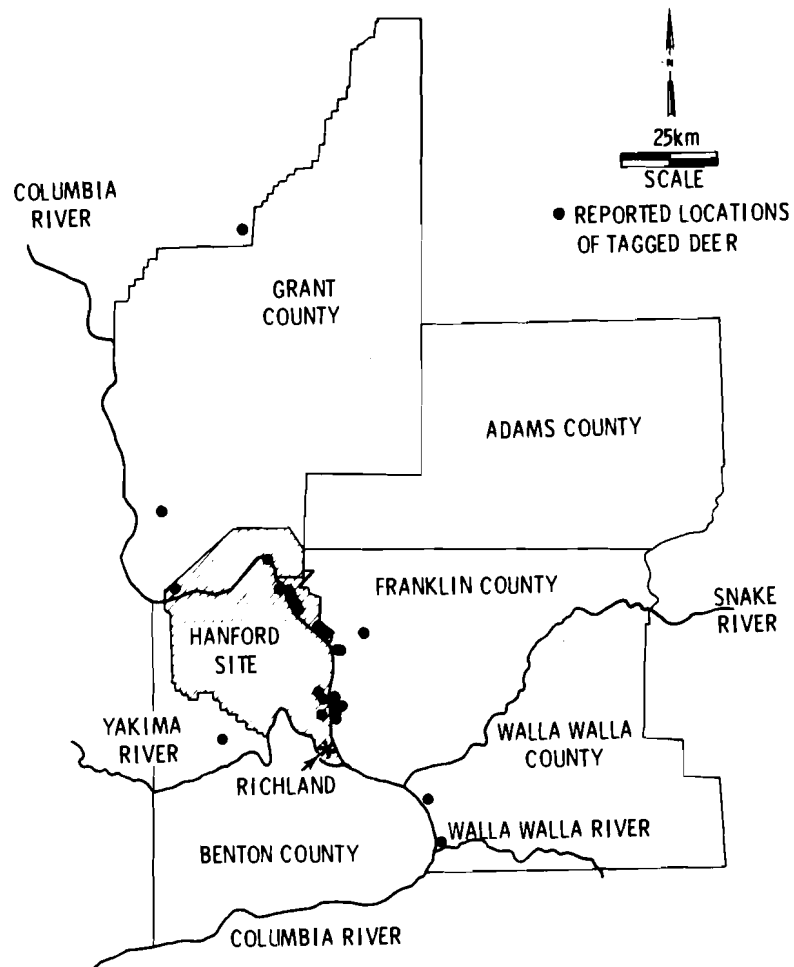 N
25km
SCALE
• REPORTED LOCATIONS
OF TAGGED DEER
COLUMBIA
RIVER
GRANT
COUNTY
ADAMS COUNTY
FRANKLIN COUNTY
SNAKE
RIVER
HANFORD
SITE
YAKIMA
RIVER
WALLA WALLA
COUNTY
RICHLAND
WALLA WALLA RIVER
BENTON COUNTY
COLUMBIA RIVER